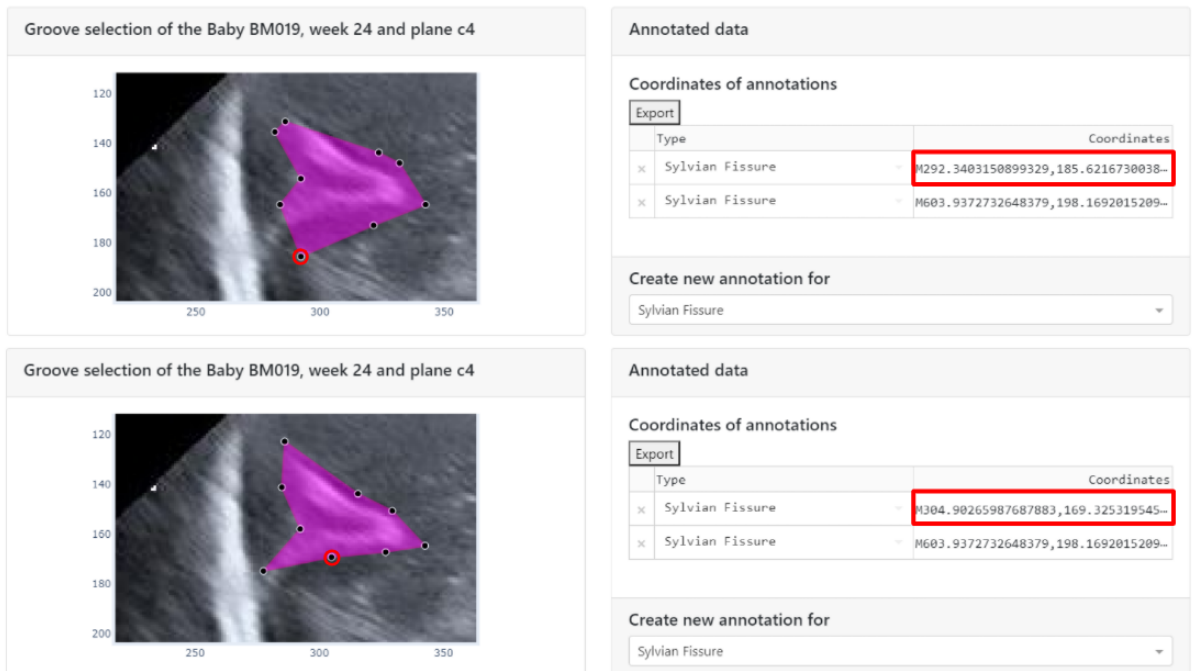 Groove selection of the Baby BM019, week 24 and plane c4
120
140
160
180
200
250 300 350
Annotated data
Coordinates of annotations
Export
Type Coordinates
× Sylvian Fissure M292.3403150899329,185.6216730038…
× Sylvian Fissure M603.9372732648379,198.1692015209…
Create new annotation for
Sylvian Fissure
Groove selection of the Baby BM019, week 24 and plane c4
120
140
160
180
200
250 300 350
Annotated data
Coordinates of annotations
Export
Type Coordinates
× Sylvian Fissure M304.90265987687883,169.325319545…
× Sylvian Fissure M603.9372732648379,198.1692015209…
Create new annotation for
Sylvian Fissure